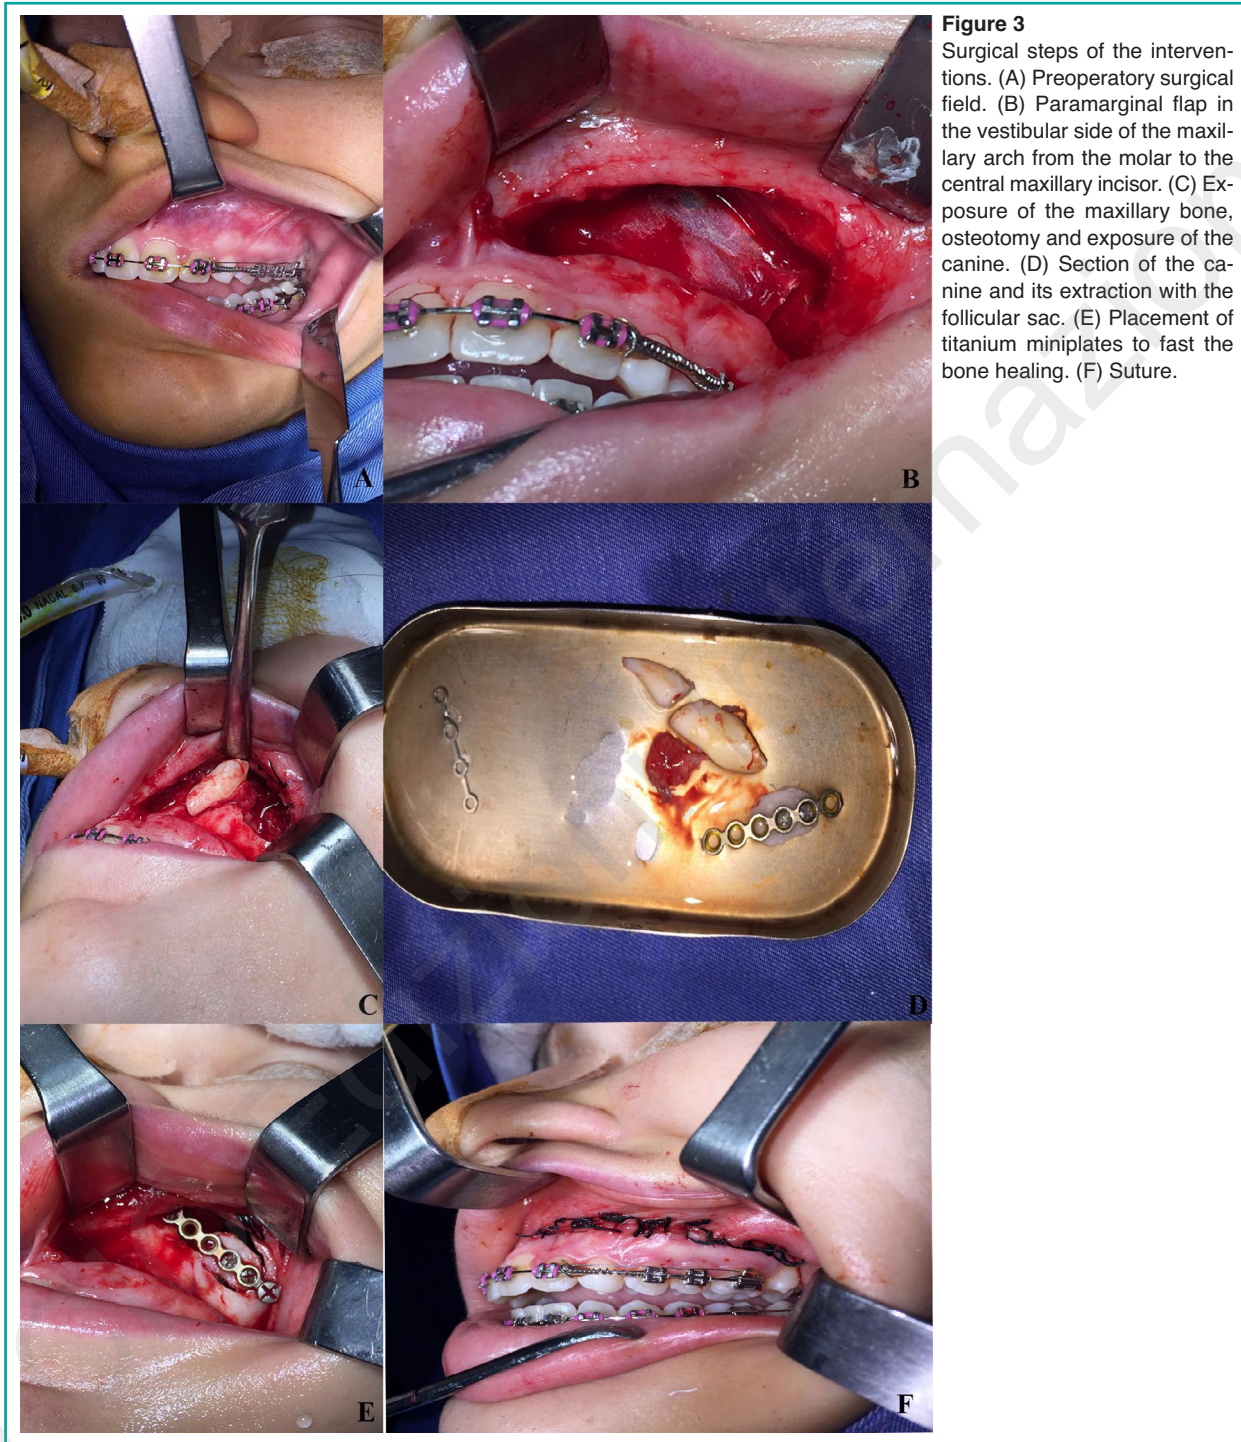 Figure 3
Surgical steps of the interven-
tions. (A) Preoperatory surgical
field. (B) Paramarginal flap in
the vestibular side of the maxil-
lary arch from the molar to the
central maxillary incisor. (C) Ex-
posure of the maxillary bone,
osteotomy and exposure of the
canine. (D) Section of the ca-
nine and its extraction with the
follicular sac. (E) Placement of
titanium miniplates to fast the
bone healing. (F) Suture.
A
B
NASAL 6.7
C
D
E
F